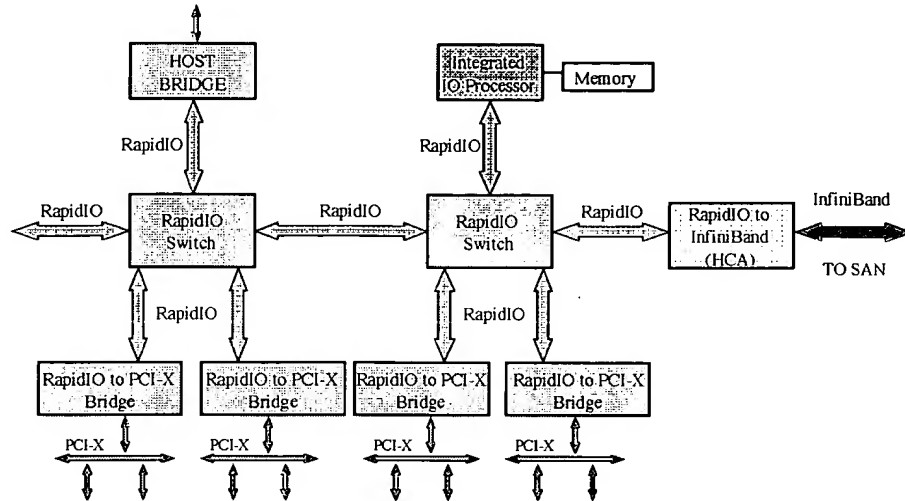 HOST
BRIDGE
Integrated
IO Processor
Memory
RapidIO
RapidIO
RapidIO
RapidIO
Switch
RapidIO
RapidIO
Switch
RapidIO
RapidIO to
InfiniBand
(HCA)
InfiniBand
TO SAN
RapidIO
RapidIO
RapidIO to PCI-X
Bridge
RapidIO to PCI-X
Bridge
RapidIO to PCI-X
Bridge
RapidIO to PCI-X
Bridge
PCI-X
PCI-X
PCI-X
PCI-X